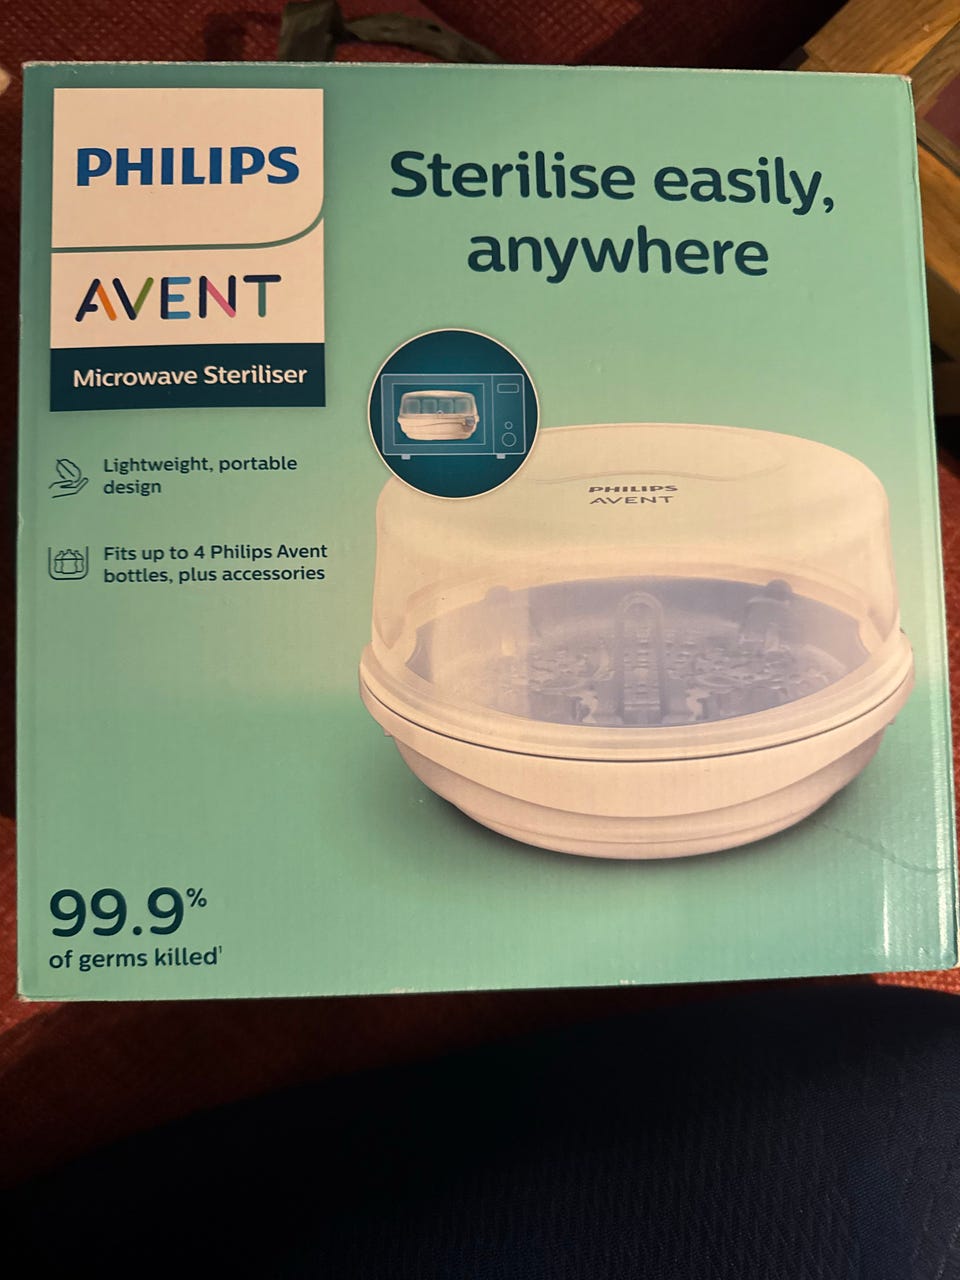 PHILIPS
AVENT
Microwave Steriliser
Sterilise easily,
anywhere
Lightweight, portable
design
Fits up to 4 Philips Avent
bottles, plus accessories
PHILIPS
AVENT
99.9%
of germs killed¹